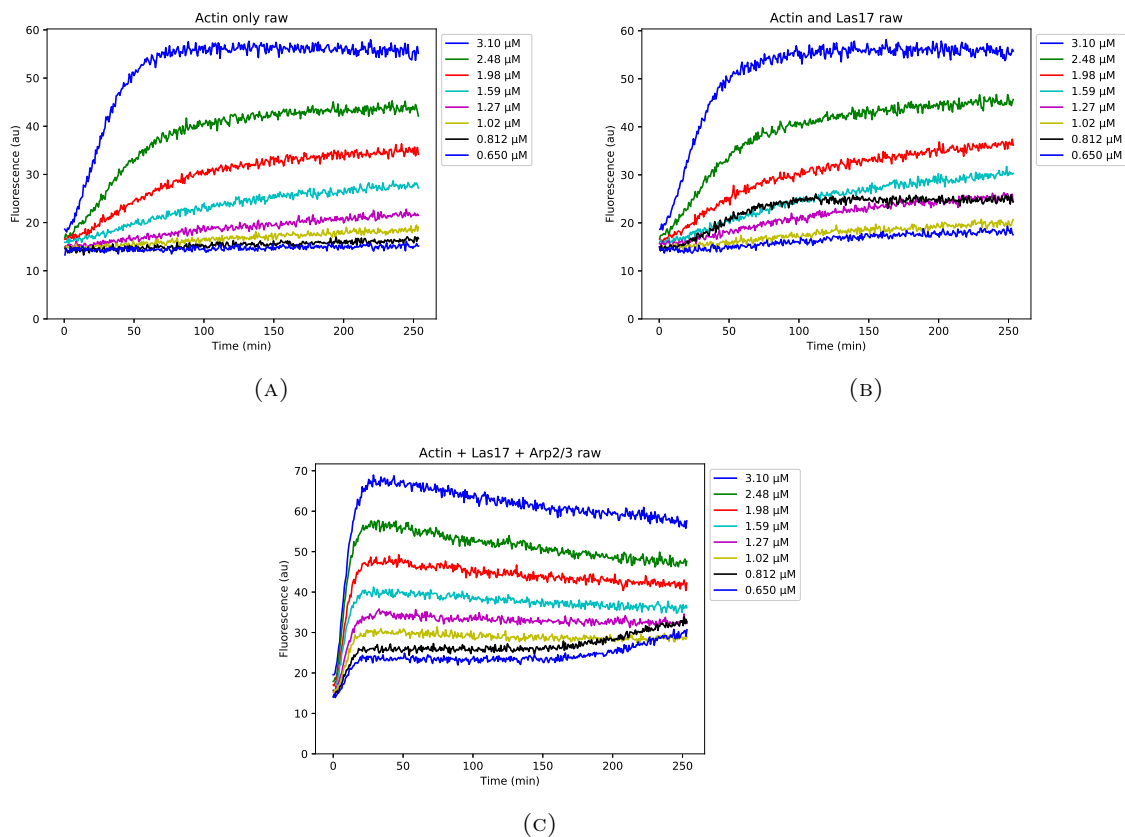 Actin only raw
60
50
40
30
20
10
0
Fluorescence (au)
0 50 100 150 200 250
Time (min)
3.10 μM
2.48 μM
1.98 μM
1.59 μM
1.27 μM
1.02 μM
0.812 μM
0.650 μM
(A)
Actin and Las17 raw
60
50
40
30
20
10
0
Fluorescence (au)
0 50 100 150 200 250
Time (min)
3.10 μM
2.48 μM
1.98 μM
1.59 μM
1.27 μM
1.02 μM
0.812 μM
0.650 μM
(B)
Actin + Las17 + Arp2/3 raw
70
60
50
40
30
20
10
0
Fluorescence (au)
0 50 100 150 200 250
Time (min)
3.10 μM
2.48 μM
1.98 μM
1.59 μM
1.27 μM
1.02 μM
0.812 μM
0.650 μM
(C)